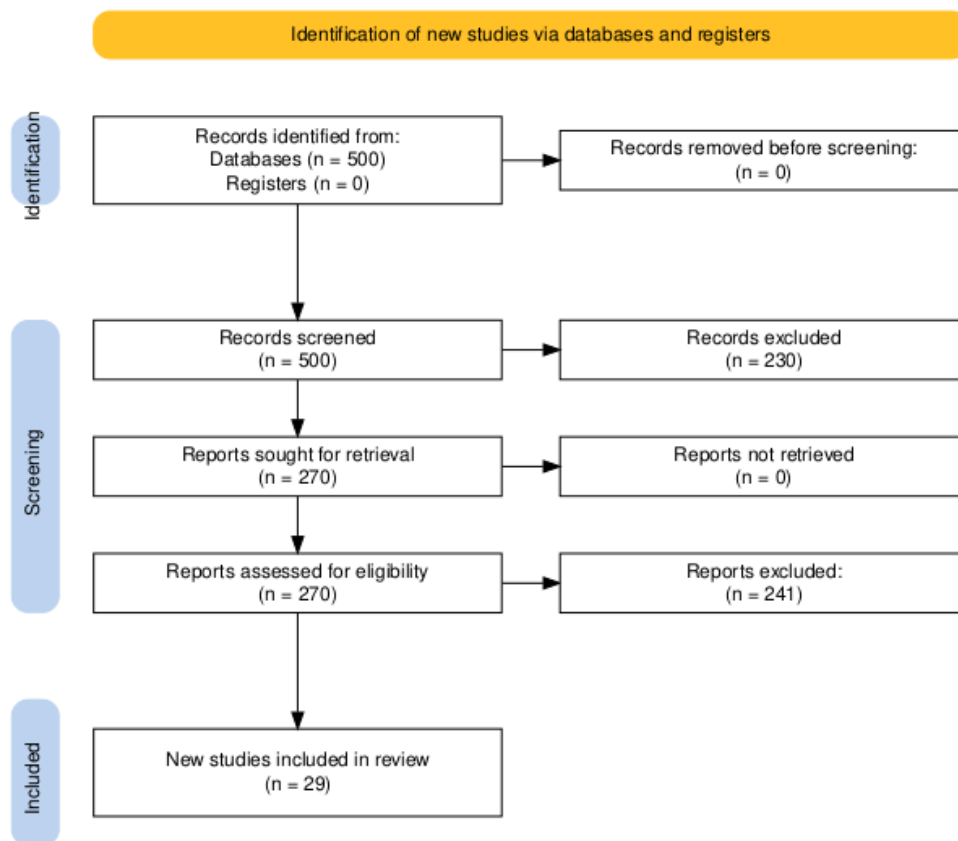 Identification of new studies via databases and registers
Identification
Records identified from:
Databases (n = 500)
Registers (n = 0)
Records removed before screening:
(n = 0)
Screening
Records screened
(n = 500)
Records excluded
(n = 230)
Reports sought for retrieval
(n = 270)
Reports not retrieved
(n = 0)
Reports assessed for eligibility
(n = 270)
Reports excluded:
(n = 241)
Included
New studies included in review
(n = 29)